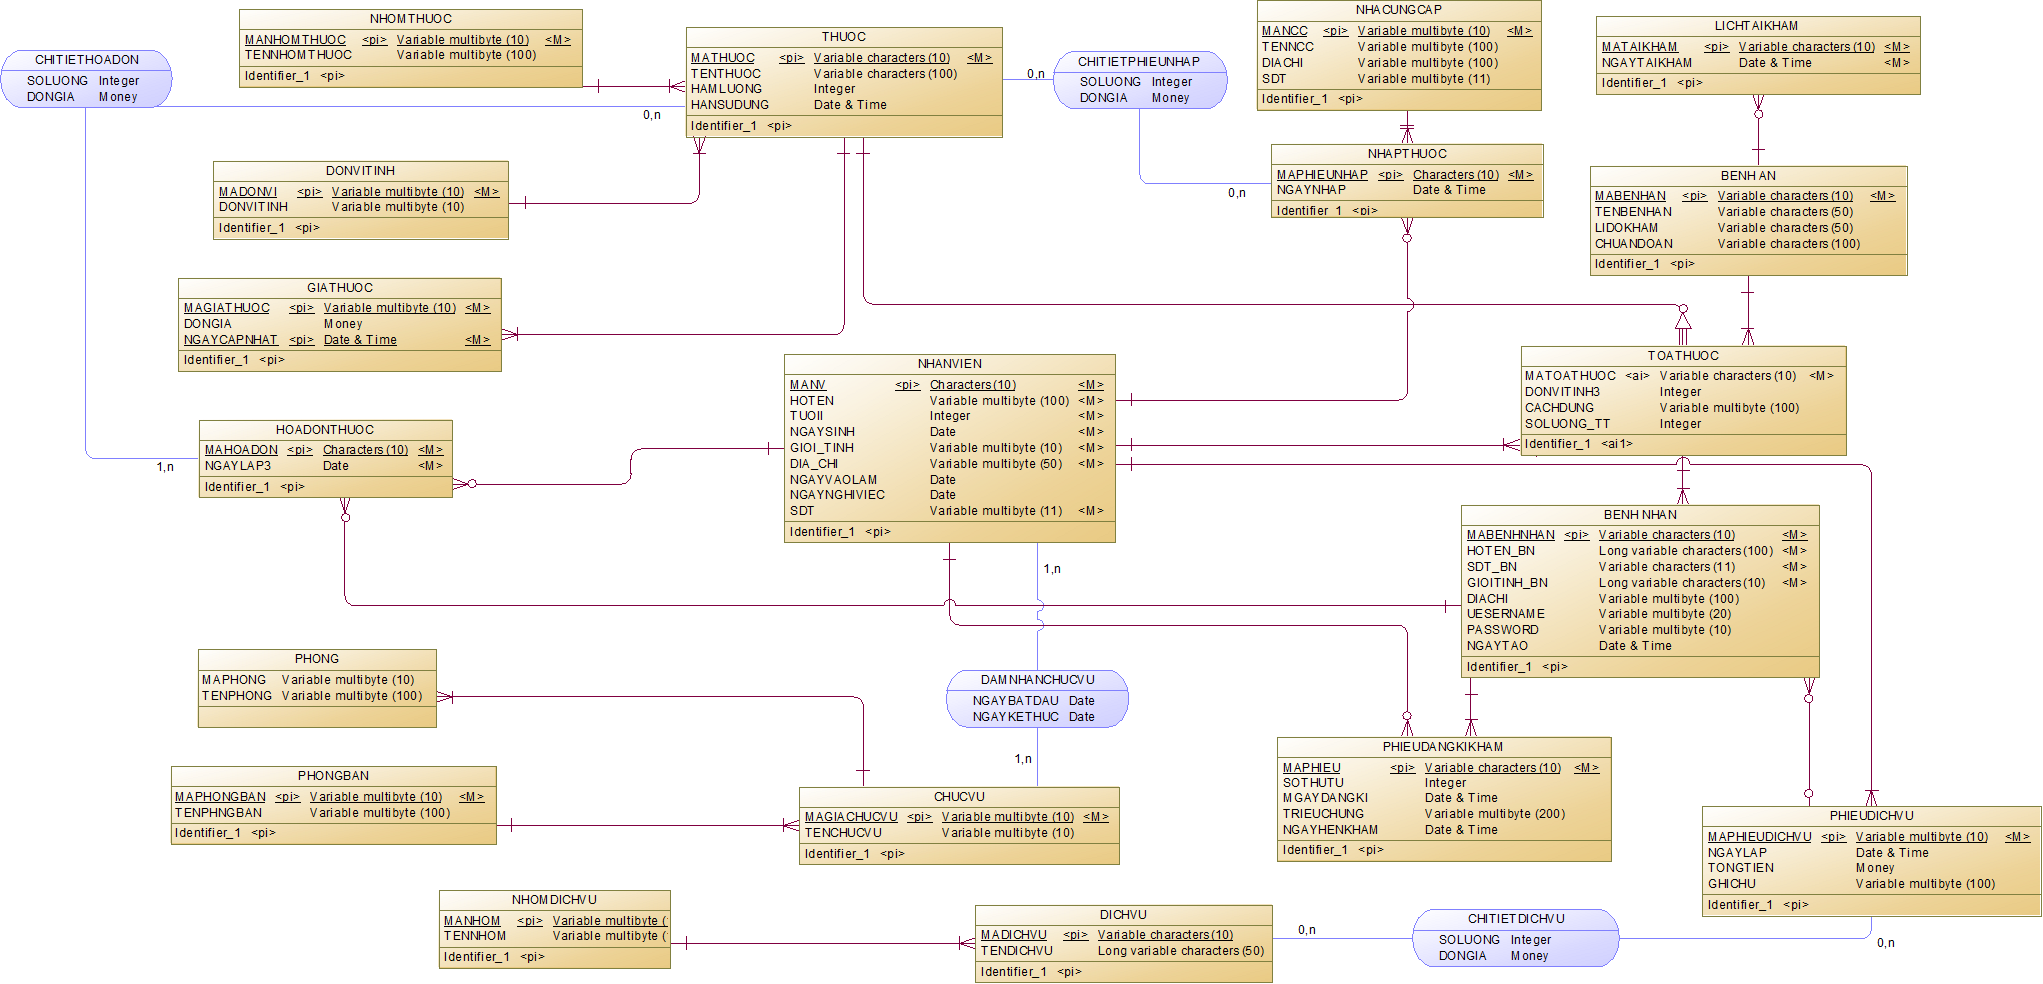 CHITIETHOADON
SOLUONG Integer
DONGIA Money
NHOMTHUOC
MANHOMTHUOC <pi> Variable multibyte (10) <M>
TENNHOMTHUOC Variable multibyte (100)
Identifier_1 <pi>
THUOC
MATHUOC <pi> Variable characters (10) <M>
TENTHUOC Variable characters (100)
HAMLUONG Integer
HANSUDUNG Date & Time
Identifier_1 <pi>
0,n
0,n
CHITIETPHIEUNHAP
SOLUONG Integer
DONGIA Money
0,n
NHACUNGCAP
MANCC <pi> Variable multibyte (10) <M>
TENNCC Variable multibyte (100)
DIACHI Variable multibyte (100)
SDT Variable multibyte (11)
Identifier_1 <pi>
LICHTAIKHAM
MATAIKHAM <pi> Variable characters (10) <M>
NGAYTAIKHAM Date & Time <M>
Identifier_1 <pi>
NHAPTHUOC
MAPHIEUNHAP <pi> Characters (10) <M>
NGAYNHAP Date & Time
Identifier_1 <pi>
BENH AN
MABENHAN <pi> Variable characters (10) <M>
TENBENHAN Variable characters (50)
LIDOKHAM Variable characters (50)
CHUANDOAN Variable characters (100)
Identifier_1 <pi>
DONVITINH
MADONVI <pi> Variable multibyte (10) <M>
DONVITINH Variable multibyte (10)
Identifier_1 <pi>
GIATHUOC
MAGIATHUOC <pi> Variable multibyte (10) <M>
DONGIA Money
NGAYCAPNHAT <pi> Date & Time <M>
Identifier_1 <pi>
NHANVIEN
MANV <pi> Characters (10) <M>
HOTEN Variable multibyte (100) <M>
TUOII Integer <M>
NGAYSINH Date <M>
GIOI_TINH Variable multibyte (10) <M>
DIA_CHI Variable multibyte (50) <M>
NGAYVAOLAM Date
NGAYNGHIVIEC Date
SDT Variable multibyte (11) <M>
Identifier_1 <pi>
TOATHUOC
MATOATHUOC <ai> Variable characters (10) <M>
DONVITINH3 Integer
CACHDUNG Variable multibyte (100)
SOLUONG_TT Integer
Identifier_1 <ai1>
HOADONTHUOC
MAHOADON <pi> Characters (10) <M>
NGAYLAP3 Date <M>
Identifier_1 <pi>
1,n
BENH NHAN
MABENHNHAN <pi> Variable characters (10) <M>
HOTEN_BN Long variable characters (100) <M>
SDT_BN Variable characters (11) <M>
GIOITINH_BN Long variable characters (10) <M>
DIACHI Variable multibyte (100)
UESERNAME Variable multibyte (20)
PASSWORD Variable multibyte (10)
NGAYTAO Date & Time
Identifier_1 <pi>
1,n
DAMNHANCHUCVU
NGAYBATDAU Date
NGAYKETHUC Date
1,n
PHONG
MAPHONG Variable multibyte (10)
TENPHONG Variable multibyte (100)
PHONGBAN
MAPHONGBAN <pi> Variable multibyte (10) <M>
TENPHNGBAN Variable multibyte (100)
Identifier_1 <pi>
CHUCVU
MAGIACHUCVU <pi> Variable multibyte (10) <M>
TENCHUCVU Variable multibyte (10)
Identifier_1 <pi>
PHIEUDANGKIKHAM
MAPHIEU <pi> Variable characters (10) <M>
SOTHUTU Integer
MGAYDANGKI Date & Time
TRIEUCHUNG Variable multibyte (200)
NGAYHENKHAM Date & Time
Identifier_1 <pi>
PHIEUDICHVU
MAPHIEUDICHVU <pi> Variable multibyte (10) <M>
NGAYLAP Date & Time
TONGTIEN Money
GHICHU Variable multibyte (100)
Identifier_1 <pi>
NHOMDICHVU
MANHOM <pi> Variable multibyte (
TENNHOM Variable multibyte (
Identifier_1 <pi>
DICHVU
MADICHVU <pi> Variable characters (10)
TENDICHVU Long variable characters (50)
Identifier_1 <pi>
0,n
CHITIETDICHVU
SOLUONG Integer
DONGIA Money
0,n